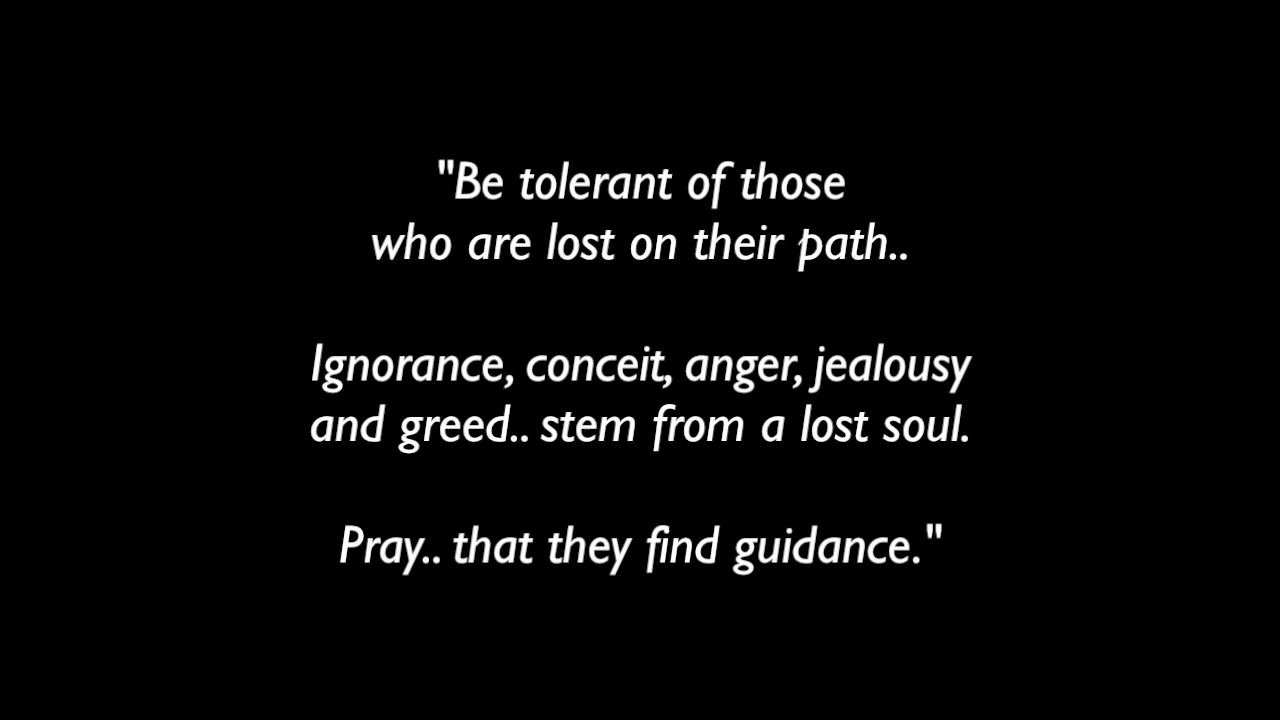 "Be tolerant of those
who are lost on their path..
Ignorance, conceit, anger, jealousy
and greed.. stem from a lost soul.
Pray.. that they find guidance."